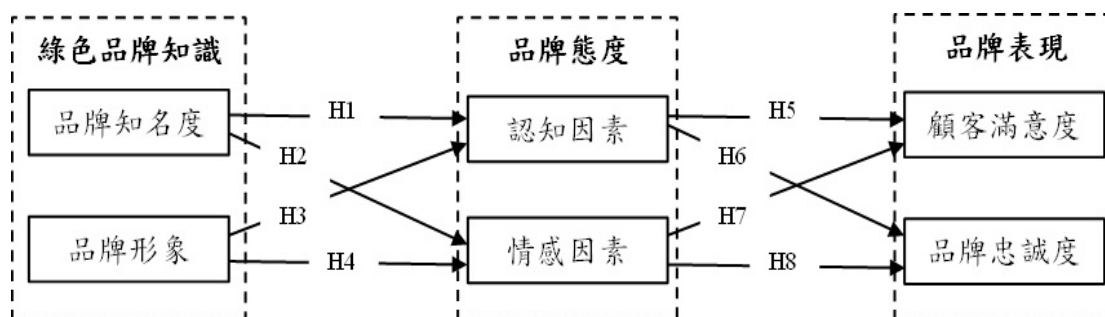 綠色品牌知識
品牌態度
品牌表現
品牌知名度
H1
認知因素
H5
顧客滿意度
H2
H6
H3
H7
品牌形象
H4
情感因素
H8
品牌忠誠度